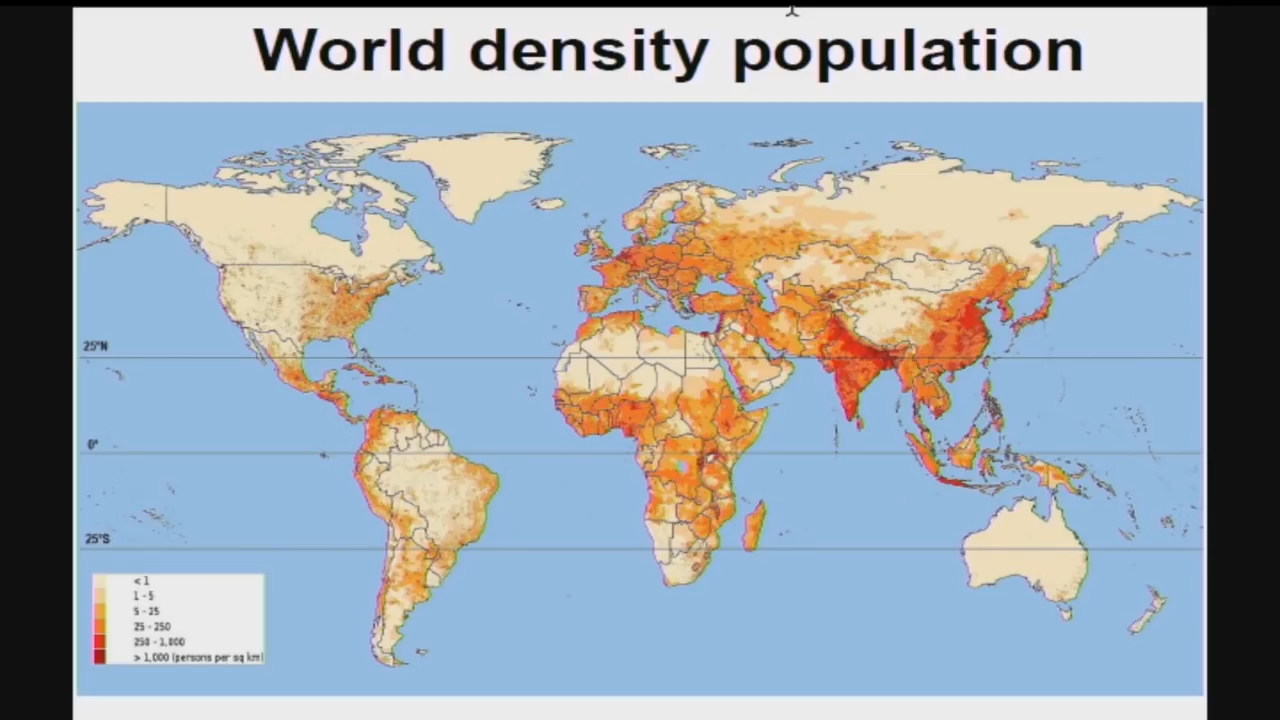 World density population
25°N
0°
25°S
< 1
1 - 5
5 - 25
25 - 250
250 - 1,000
> 1,000 (persons per sq km)